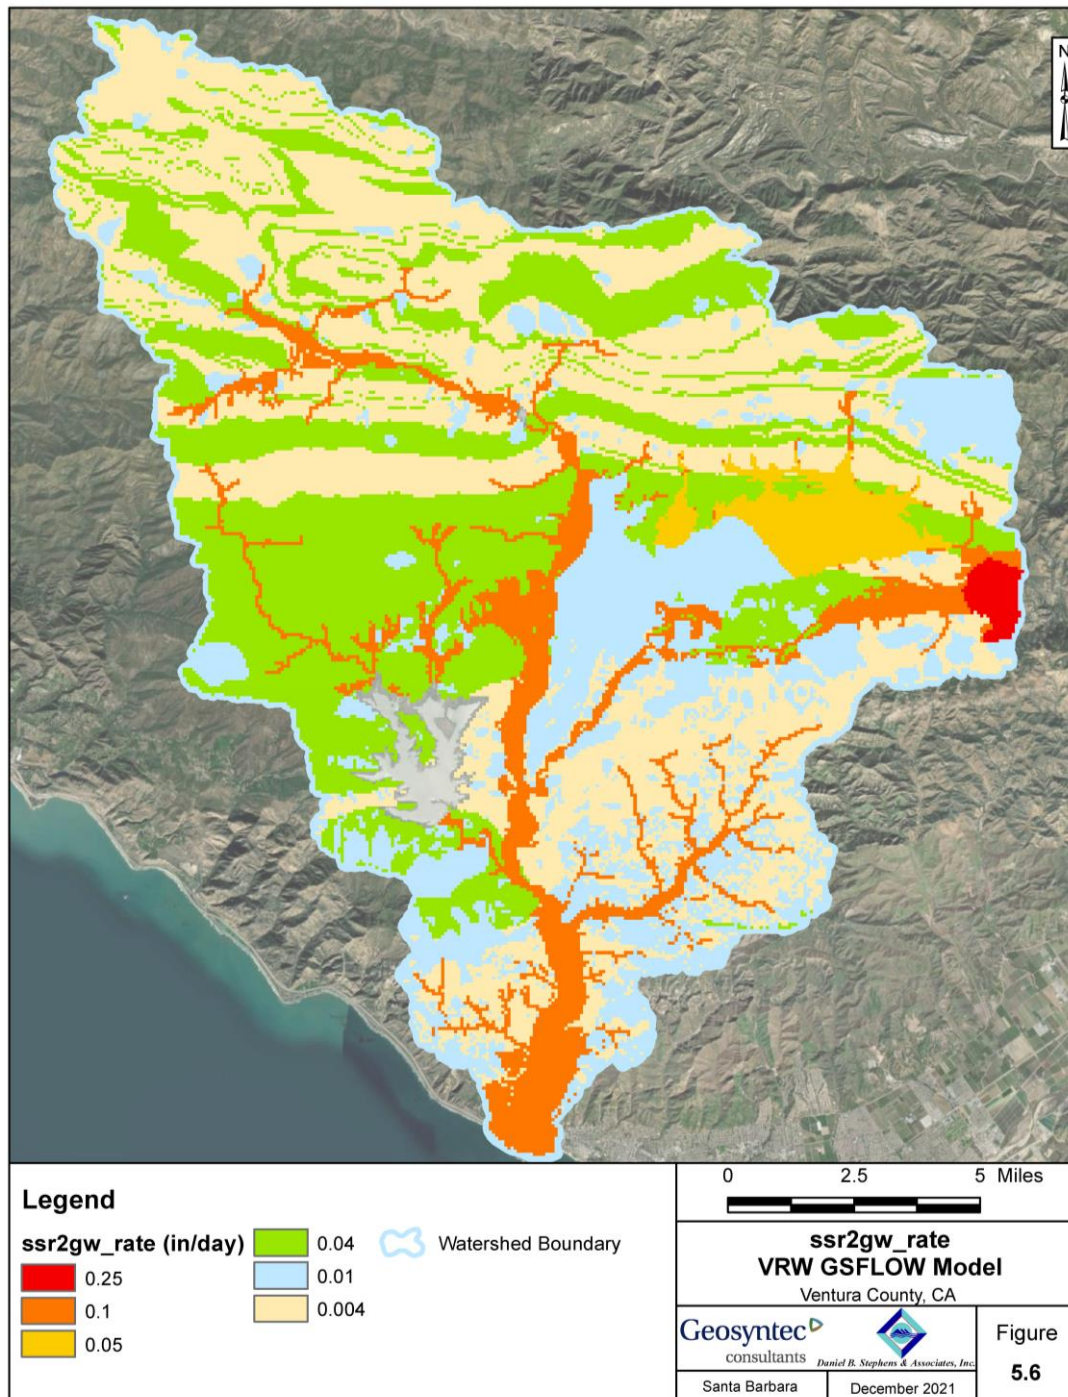 N
Legend
ssr2gw_rate (in/day)
0.25
0.1
0.05
0.04
0.01
0.004
Watershed Boundary
0 2.5 5 Miles
ssr2gw_rate
VRW GSFLOW Model
Ventura County, CA
Geosyntec
consultants
Daniel B. Stephens & Associates, Inc.
Santa Barbara
December 2021
Figure
5.6